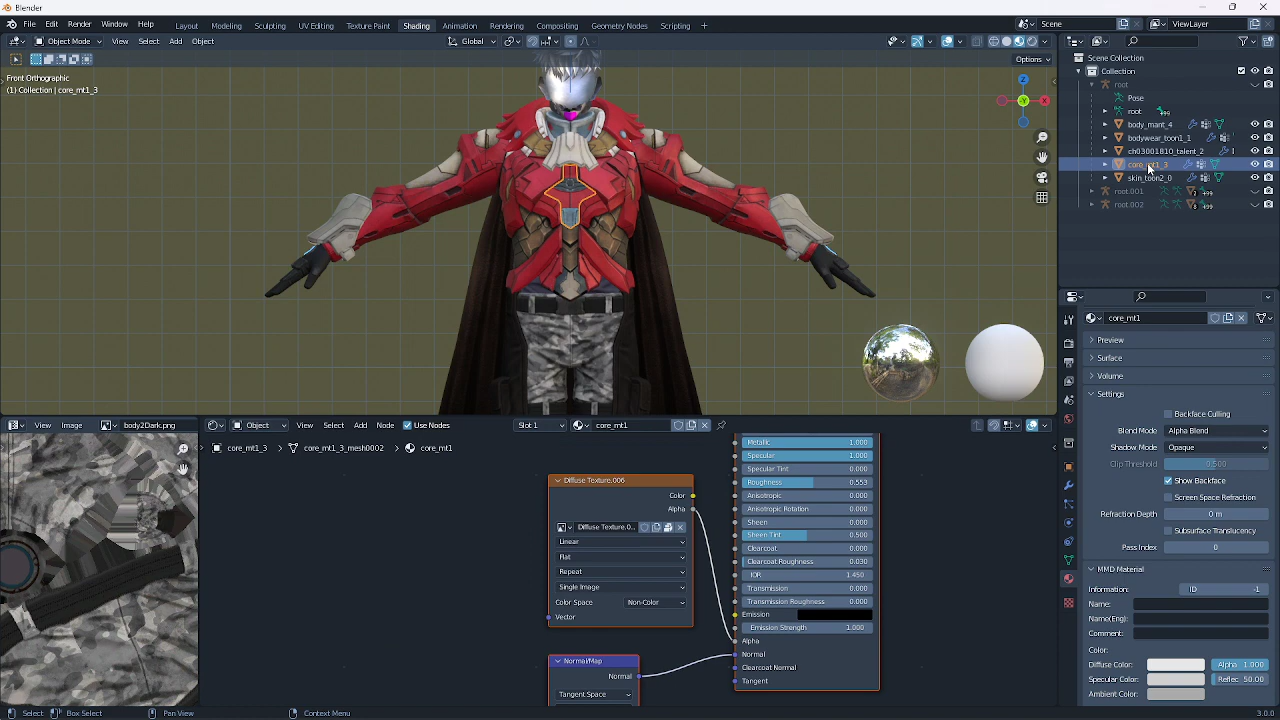 Blender
File Edit Render Window Help Layout Modeling Sculpting UV Editing Texture Paint Shading Animation Rendering Compositing Geometry Nodes Scripting + Scene ViewLayer
Object Mode View Select Add Object Global
Options
Front Orthographic
(1) Collection | core_mt1_3
Z
X
Y
Scene Collection
Collection
root
Pose
root
body_mant_4
bodywear_toon1_1
ch03001810_talent_2
core_mt1_3
skin_toon2_0
root.001
root.002
core_mt1
Preview
Surface
Volume
Settings
Backface Culling
Blend Mode Alpha Blend
Shadow Mode Opaque
Clip Threshold 0.500
Show Backface
Screen Space Refraction
Refraction Depth 0 m
Subsurface Translucency
Pass Index 0
MMD Material
Information: ID -1
Name:
Name(Eng):
Comment:
Color:
Diffuse Color: Alpha: 1.000
Specular Color: Reflec: 50.00
Ambient Color:
View Image body2Dark.png
Object View Select Add Node Use Nodes Slot 1 core_mt1
core_mt1_3 core_mt1_3_mesh0002 core_mt1
Diffuse Texture.006
Color
Alpha
Diffuse Texture.0..
Linear
Flat
Repeat
Single Image
Color Space Non-Color
Vector
Normal/Map
Normal
Tangent Space
Metallic 1.000
Specular 1.000
Specular Tint 0.000
Roughness 0.553
Anisotropic 0.000
Anisotropic Rotation 0.000
Sheen 0.000
Sheen Tint 0.500
Clearcoat 0.000
Clearcoat Roughness 0.030
IOR 1.450
Transmission 0.000
Transmission Roughness 0.000
Emission
Emission Strength 1.000
Alpha
Normal
Clearcoat Normal
Tangent
Select Box Select Pan View Context Menu 3.0.0